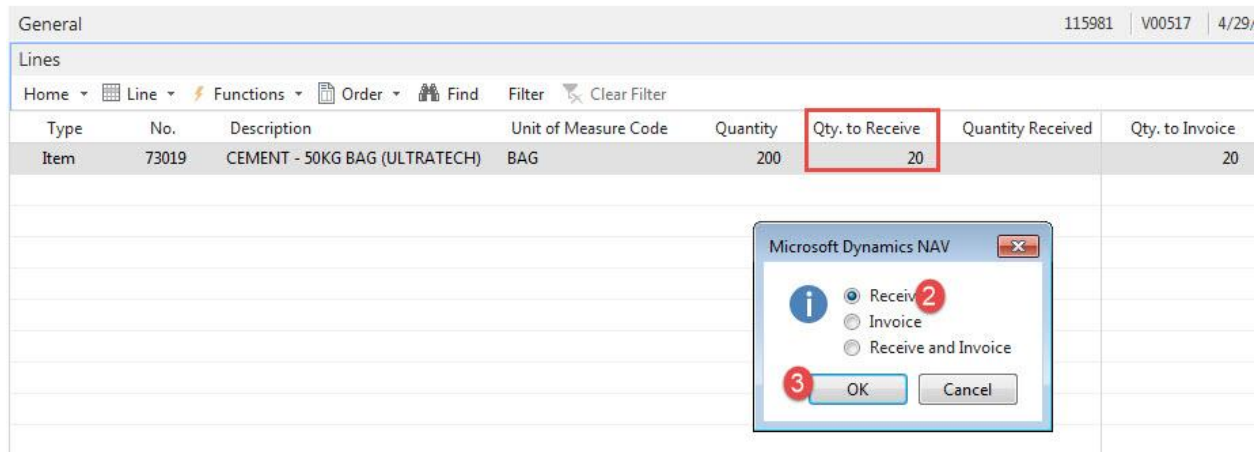 General 115981 V00517 4/29/
Lines
Home Line Functions Order Find Filter Clear Filter
Type No. Description Unit of Measure Code Quantity Qty. to Receive Quantity Received Qty. to Invoice
Item 73019 CEMENT - 50KG BAG (ULTRATECH) BAG 200 20 20
Microsoft Dynamics NAV
i
Receiv 2
Invoice
Receive and Invoice
3 OK Cancel